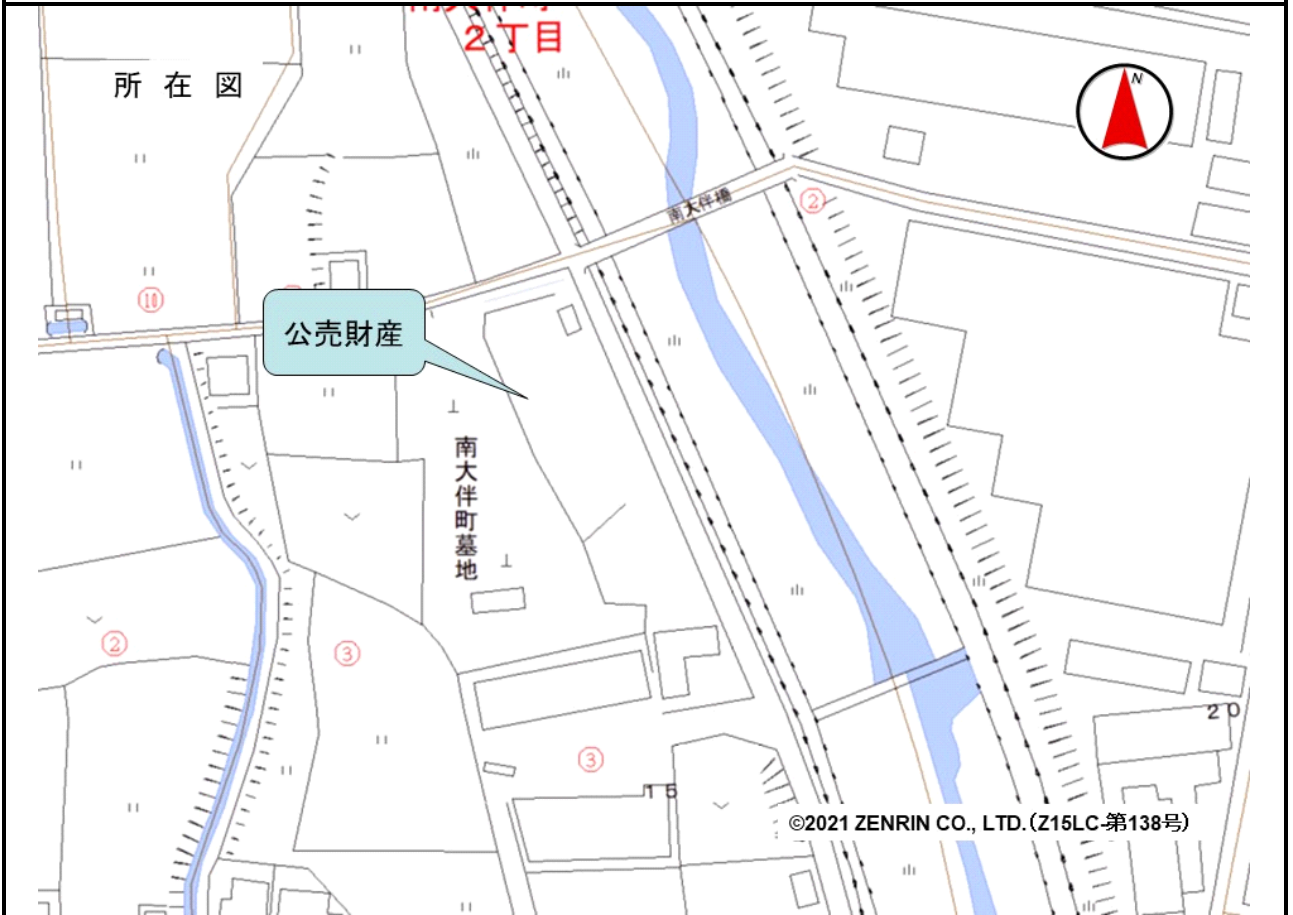 ２丁目
所 在 図
N
南大伴橋
②
⑩
公売財産
南大伴町墓地
②
③
③
２０
１５
©2021 ZENRIN CO., LTD.（Z15LC-第138号）